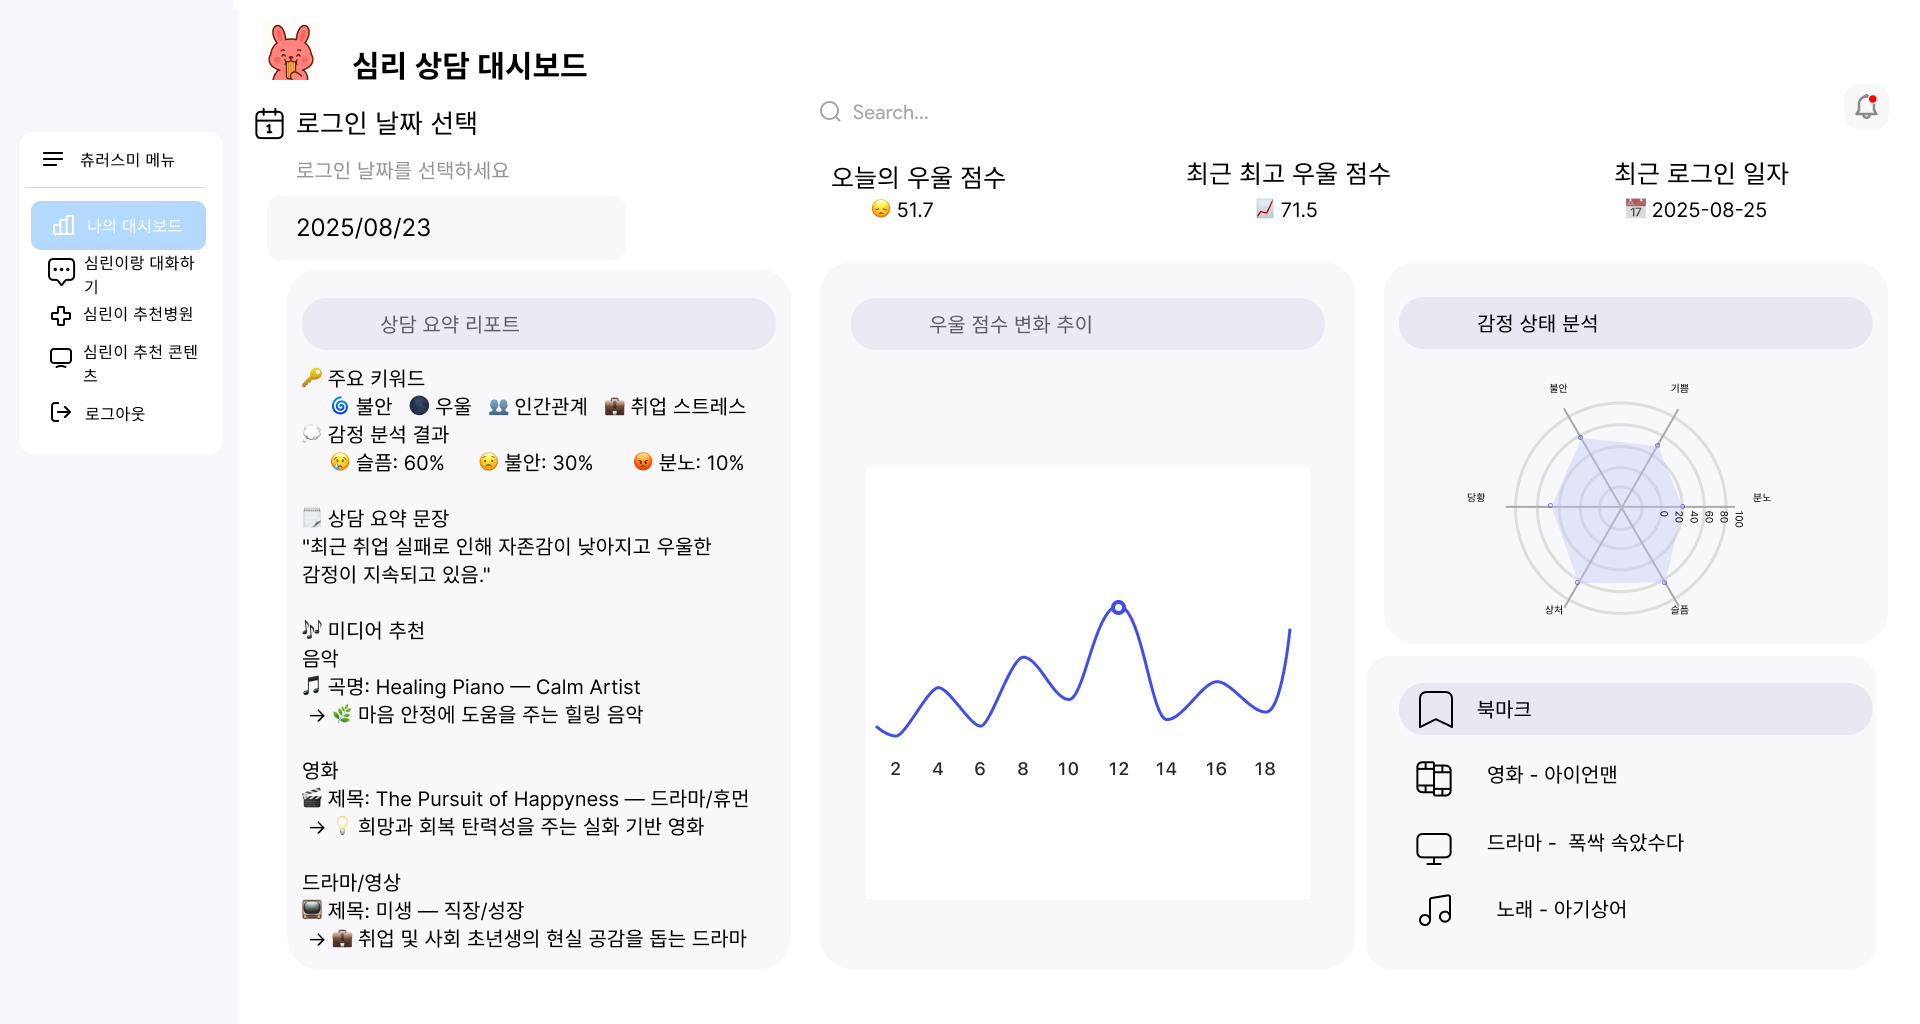 심리 상담 대시보드
로그인 날짜 선택
로그인 날짜를 선택하세요
2025/08/23
Search...
오늘의 우울 점수
😞 51.7
최근 최고 우울 점수
📈 71.5
최근 로그인 일자
📅 2025-08-25
츄러스미 메뉴
나의 대시보드
심린이랑 대화하
기
심린이 추천병원
심린이 추천 콘텐
츠
로그아웃
상담 요약 리포트
🔑 주요 키워드
🌀 불안 🌑 우울 👥 인간관계 💼 취업 스트레스
💭 감정 분석 결과
😢 슬픔: 60% 😟 불안: 30% 😡 분노: 10%
🗒️ 상담 요약 문장
"최근 취업 실패로 인해 자존감이 낮아지고 우울한
감정이 지속되고 있음."
🎶 미디어 추천
음악
🎵 곡명: Healing Piano — Calm Artist
→ 🌿 마음 안정에 도움을 주는 힐링 음악
영화
🎬 제목: The Pursuit of Happyness — 드라마/휴먼
→ 💡 희망과 회복 탄력성을 주는 실화 기반 영화
드라마/영상
📺 제목: 미생 — 직장/성장
→ 💼 취업 및 사회 초년생의 현실 공감을 돕는 드라마
우울 점수 변화 추이
2 4 6 8 10 12 14 16 18
감정 상태 분석
불안 기쁨
당황 분노
0 20 40 60 80 100
상처 슬픔
북마크
영화 - 아이언맨
드라마 - 폭싹 속았수다
노래 - 아기상어